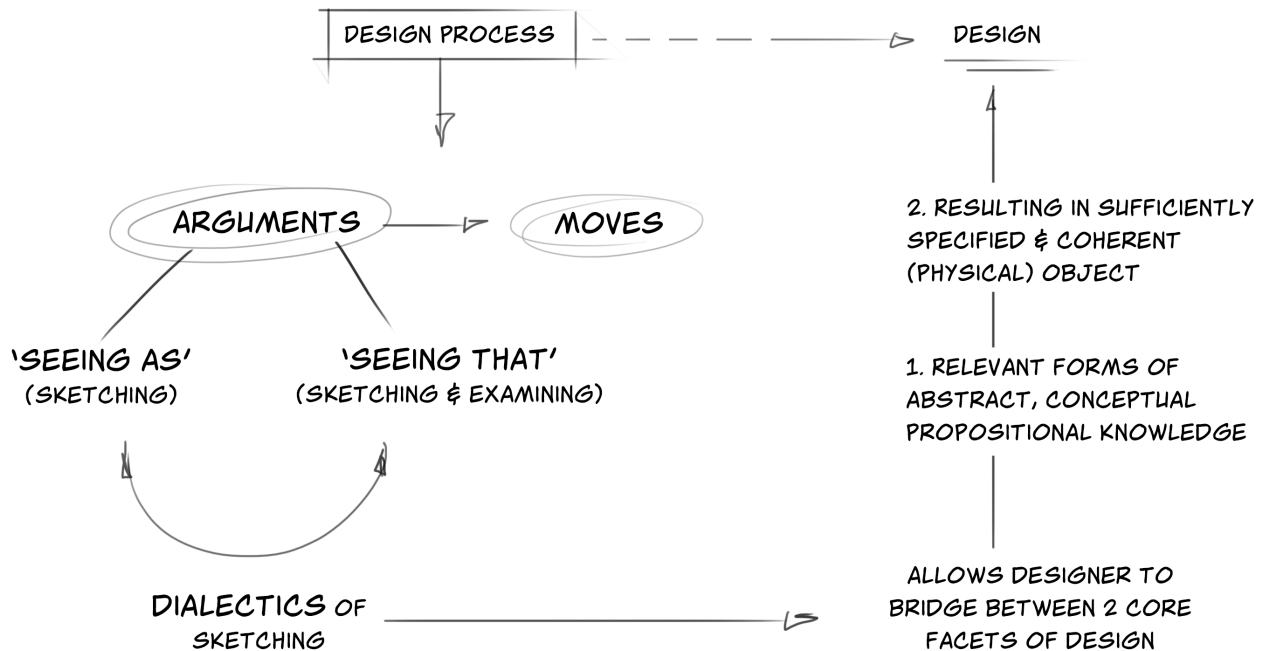 DESIGN PROCESS
DESIGN
ARGUMENTS
MOVES
'SEEING AS'
(SKETCHING)
'SEEING THAT'
(SKETCHING & EXAMINING)
DIALECTICS OF
SKETCHING
2. RESULTING IN SUFFICIENTLY
SPECIFIED & COHERENT
(PHYSICAL) OBJECT
1. RELEVANT FORMS OF
ABSTRACT, CONCEPTUAL
PROPOSITIONAL KNOWLEDGE
ALLOWS DESIGNER TO
BRIDGE BETWEEN 2 CORE
FACETS OF DESIGN